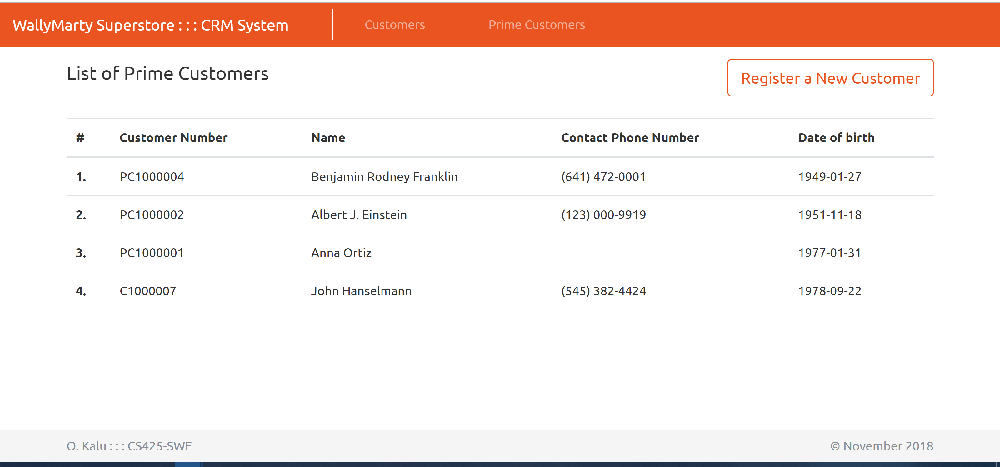 WallyMarty Superstore : : : CRM System Customers Prime Customers
List of Prime Customers
Register a New Customer
# Customer Number Name Contact Phone Number Date of birth
1. PC1000004 Benjamin Rodney Franklin (641) 472-0001 1949-01-27
2. PC1000002 Albert J. Einstein (123) 000-9919 1951-11-18
3. PC1000001 Anna Ortiz 1977-01-31
4. C1000007 John Hanselmann (545) 382-4424 1978-09-22
O. Kalu : : : CS425-SWE © November 2018